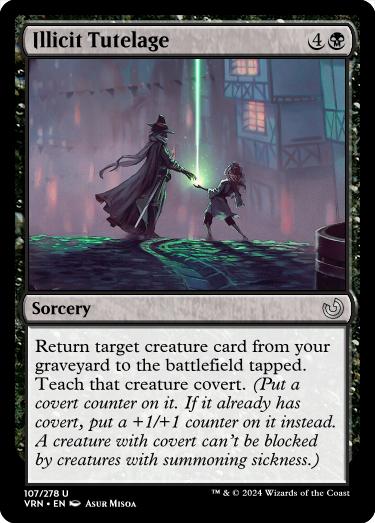 Illicit Tutelage 4
Sorcery
Return target creature card from your
graveyard to the battlefield tapped.
Teach that creature covert. (Put a
covert counter on it. If it already has
covert, put a +1/+1 counter on it instead.
A creature with covert can't be blocked
by creatures with summoning sickness.)
107/278 U
VRN • EN Asur Misoa
™ & © 2024 Wizards of the Coast